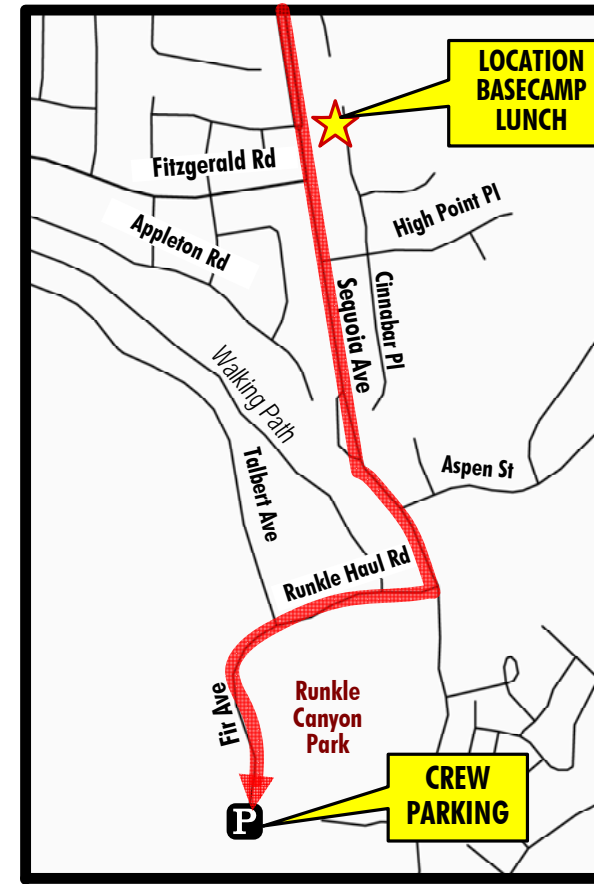 LOCATION
BASECAMP
LUNCH
Fitzgerald Rd
High Point Pl
Appleton Rd
Cinnabar Pl
Sequoia Ave
Walking Path
Talbert Ave
Aspen St
Runkle Haul Rd
Fir Ave
Runkle
Canyon
Park
CREW
PARKING
P